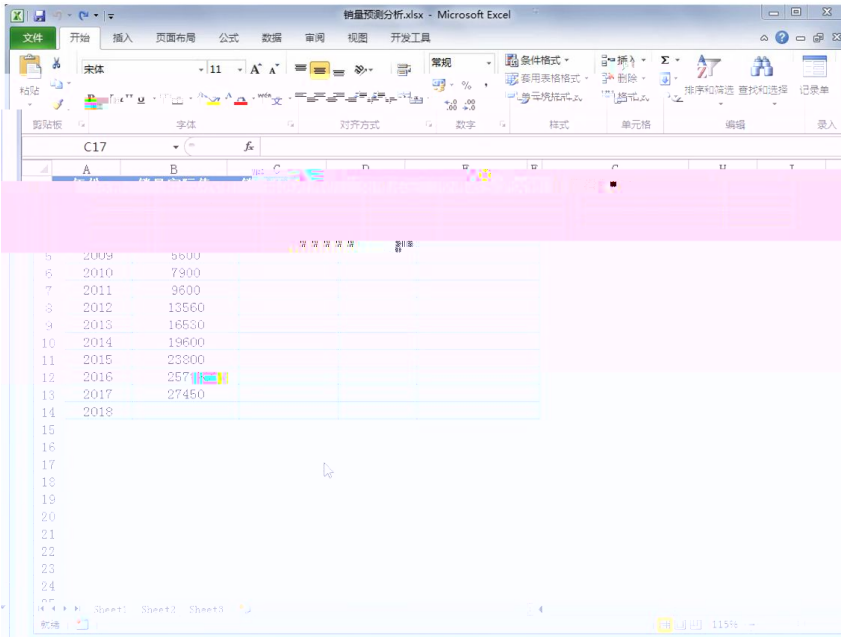 销量预测分析.xlsx - Microsoft Excel
文件 开始 插入 页面布局 公式 数据 审阅 视图 开发工具
宋体 11 常规 条件格式 插入 Σ
粘贴 套用表格格式 删除 排序和筛选 查找和选择 记录单
单元格样式 格式
剪贴板 字体 对齐方式 数字 样式 单元格 编辑 录入
C17 fx
A B
5 2009 5600
6 2010 7900
7 2011 9600
8 2012 13560
9 2013 16530
10 2014 19600
11 2015 23800
12 2016
13 2017 27450
14 2018
15
16
17
18
19
20
21
22
23
24
Sheet1 Sheet2 Sheet3
就绪 115%